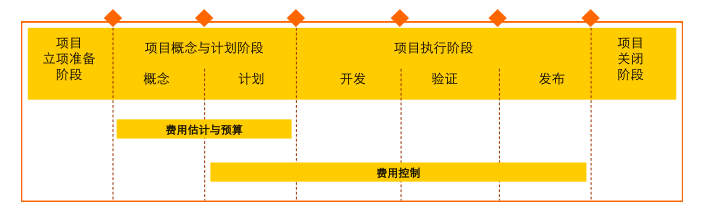 项目
立项准备
阶段
项目概念与计划阶段
概念
计划
项目执行阶段
开发
验证
发布
项目
关闭
阶段
费用估计与预算
费用控制